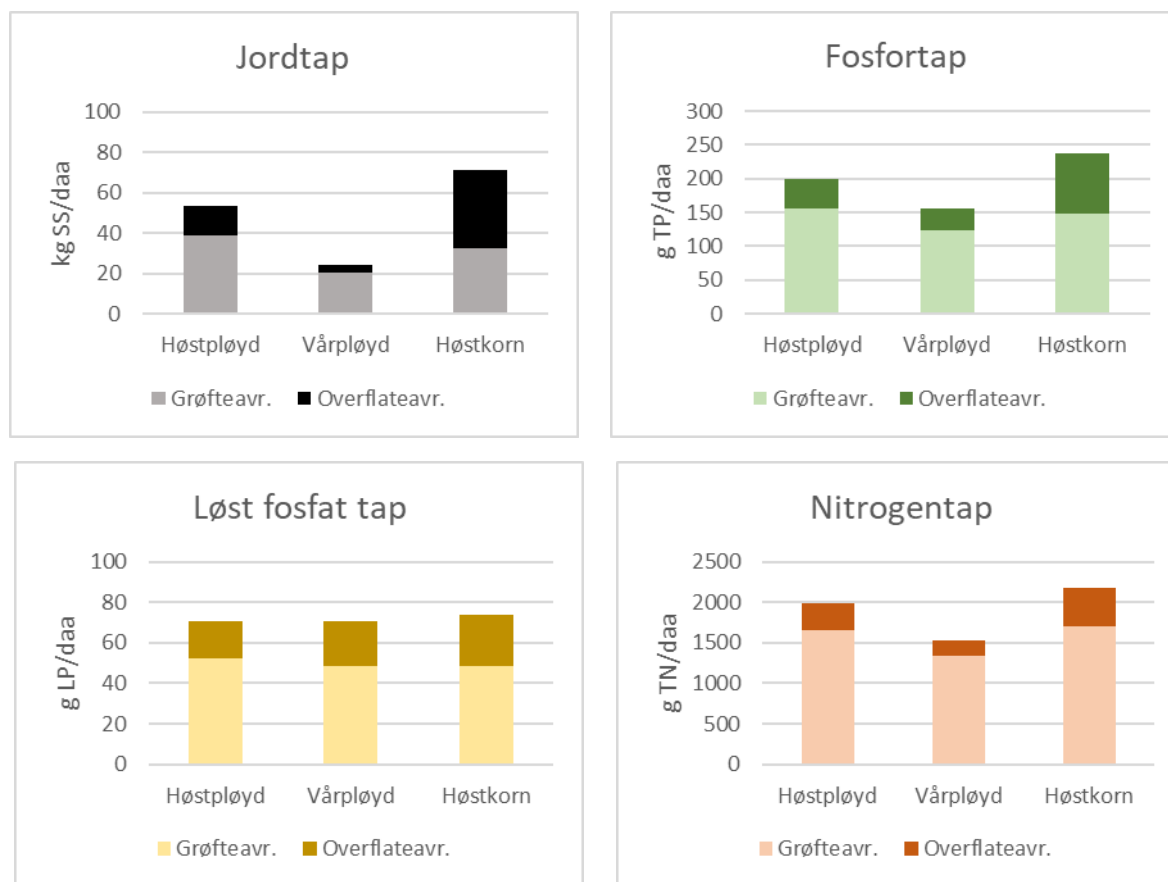 Jordtap
kg SS/daa
100
80
60
40
20
0
Høstpløyd Vårpløyd Høstkorn
Grøfteavr. Overflateavr.
Fosfortap
g TP/daa
300
250
200
150
100
50
0
Høstpløyd Vårpløyd Høstkorn
Grøfteavr. Overflateavr.
Løst fosfat tap
g LP/daa
100
80
60
40
20
0
Høstpløyd Vårpløyd Høstkorn
Grøfteavr. Overflateavr.
Nitrogentap
g TN/daa
2500
2000
1500
1000
500
0
Høstpløyd Vårpløyd Høstkorn
Grøfteavr. Overflateavr.